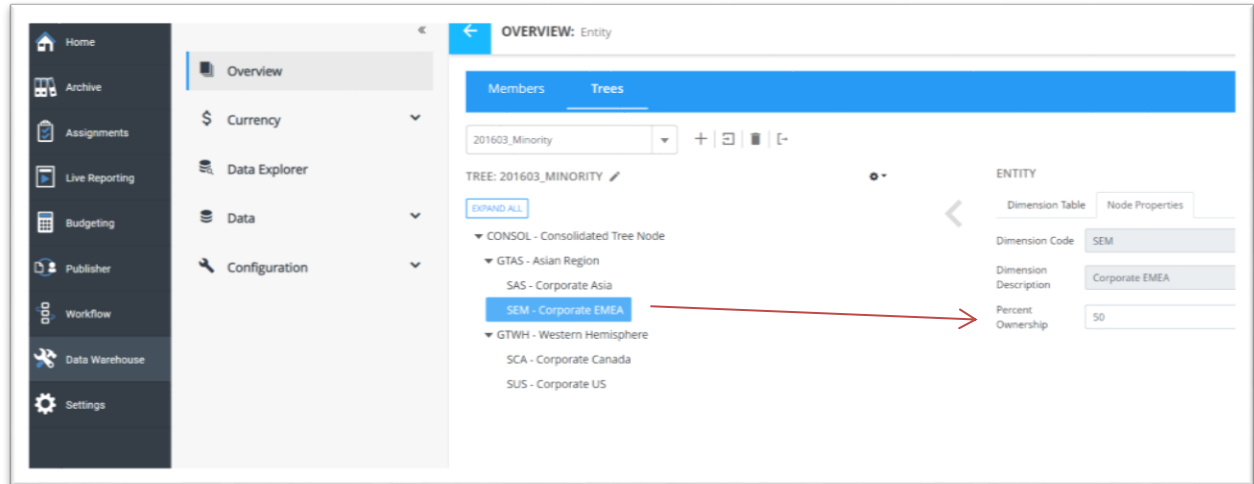 Home
Archive
Assignments
Live Reporting
Budgeting
Publisher
Workflow
Data Warehouse
Settings
«
Overview
Currency
Data Explorer
Data
Configuration
OVERVIEW: Entity
Members Trees
201603_Minority
TREE: 201603_MINORITY
EXPAND ALL
CONSOL - Consolidated Tree Node
GTAS - Asian Region
SAS - Corporate Asia
SEM - Corporate EMEA
GTWH - Western Hemisphere
SCA - Corporate Canada
SUS - Corporate US
ENTITY
Dimension Table Node Properties
Dimension Code SEM
Dimension
Description
Corporate EMEA
Percent
Ownership
50